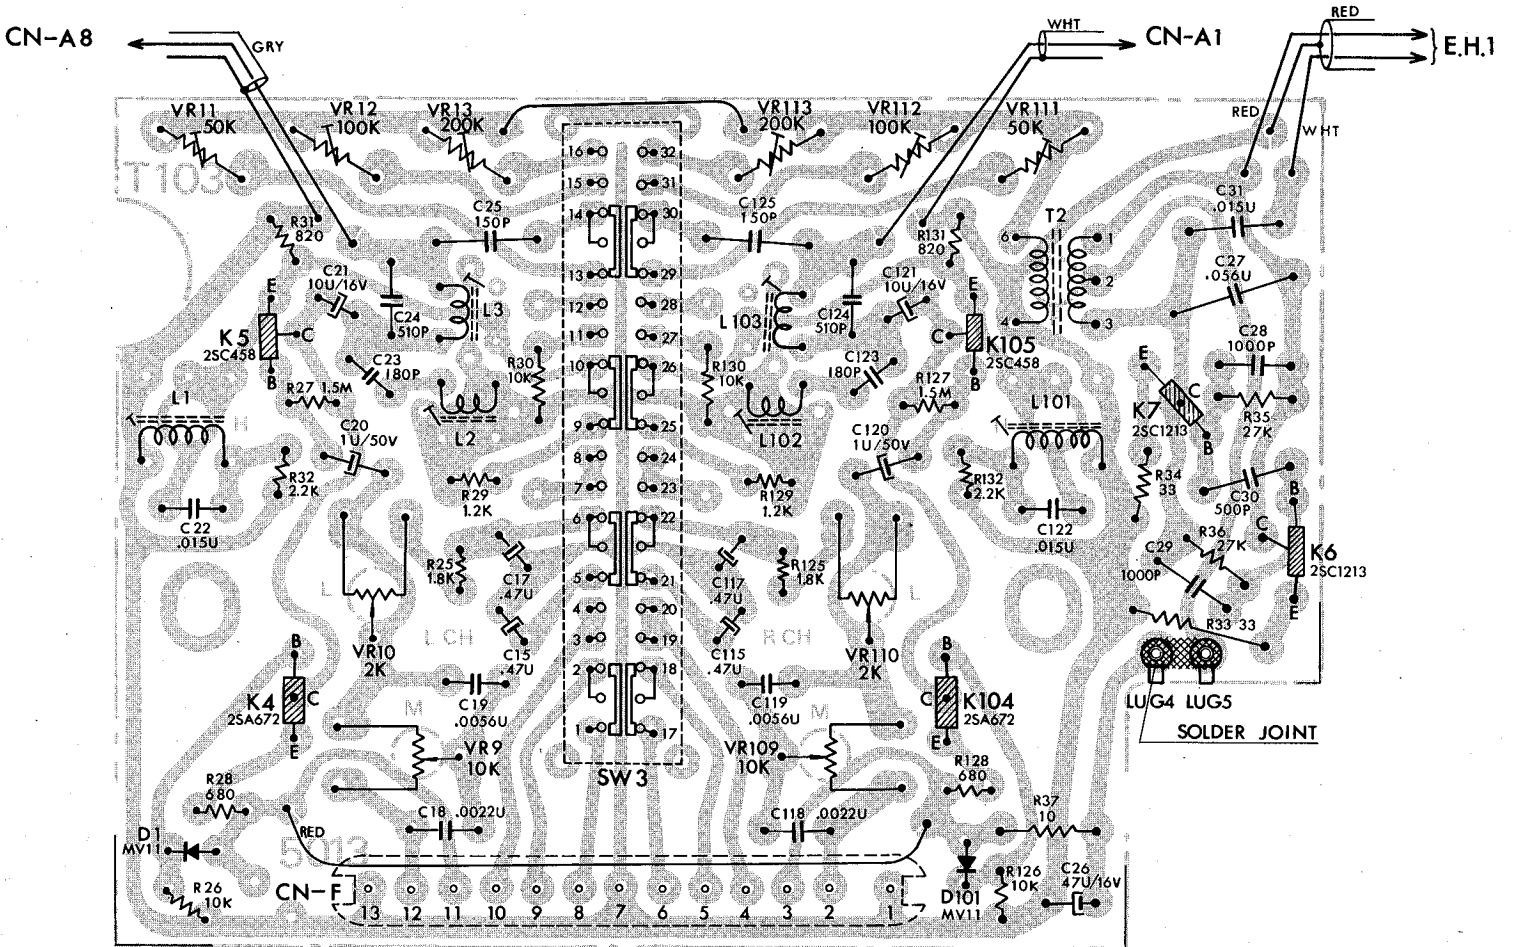 CN-A8
GRY
WHT
CN-A1
RED
E.H.1
VR11 50K
VR12 100K
VR13 200K
VR113 200K
VR112 100K
VR111 50K
RED
WHT
T103
16 32
15 31
14 30
13 29
12 28
11 27
10 26
9 25
8 24
7 23
6 22
5 21
4 20
3 19
2 18
1 17
SW3
R31 820
C25 150P
C125 150P
R131 820
T2
6 1
2
4 3
C31 .015U
C27 .056U
C21 10U/16V
C24 510P
L3
L103
C124 510P
C121 10U/16V
E
K5 2SC458
C
B
E
C
K105 2SC458
B
C28 1000P
C23 180P
R30 10K
R130 10K
C123 180P
R27 1.5M
R127 1.5M
E
K7 2SC1213
C
B
R35 27K
L1
H
L2
L102
L101
C20 1U/50V
C120 1U/50V
R32 2.2K
R29 1.2K
R129 1.2K
R132 2.2K
R34 33
C30 500P
B
C22 .015U
C122 .015U
R36 27K
C
K6 2SC1213
E
C29 1000P
R25 1.8K
C17 .47U
C117 .47U
R125 1.8K
L
L
L CH
R CH
C15 .47U
C115 .47U
R33 33
VR10 2K
VR110 2K
B
K4 2SA672
C
E
B
C
K104 2SA672
E
C19 .0056U
C119 .0056U
M
M
LUG4 LUG5
SOLDER JOINT
VR9 10K
VR109 10K
R28 680
R128 680
C18 .0022U
C118 .0022U
R37 10
D1 MV11
RED
5013
R26 10K
CN-F
13 12 11 10 9 8 7 6 5 4 3 2 1
D101 MV11
R126 10K
C26 47U/16V